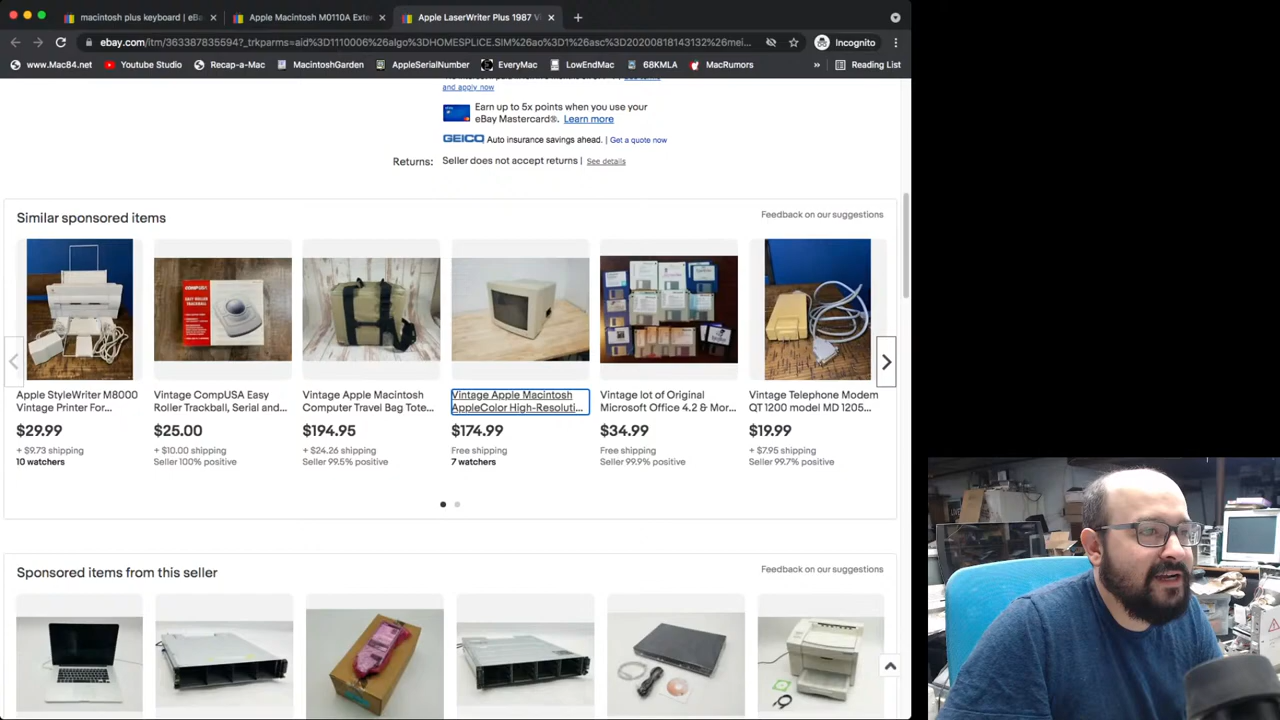 macintosh plus keyboard | eBa
Apple Macintosh M0110A Exte
Apple LaserWriter Plus 1987 Vi
ebay.com/itm/363387835594?_trkparms=aid%3D1110006%26algo%3DHOMESPLICE.SIM%26ao%3D1%26asc%3D20200818143132%26mei...
Incognito
www.Mac84.net
Youtube Studio
Recap-a-Mac
MacintoshGarden
AppleSerialNumber
EveryMac
LowEndMac
68KMLA
MacRumors
»
Reading List
and apply now
Earn up to 5x points when you use your
eBay Mastercard®. Learn more
GEICO Auto insurance savings ahead. | Get a quote now
Returns: Seller does not accept returns | See details
Similar sponsored items
Feedback on our suggestions
COMPUSA
EASY ROLLER
TRACKBALL
Apple StyleWriter M8000
Vintage Printer For...
$29.99
+ $9.73 shipping
10 watchers
Vintage CompUSA Easy
Roller Trackball, Serial and...
$25.00
+ $10.00 shipping
Seller 100% positive
Vintage Apple Macintosh
Computer Travel Bag Tote...
$194.95
+ $24.26 shipping
Seller 99.5% positive
Vintage Apple Macintosh
AppleColor High-Resoluti...
$174.99
Free shipping
7 watchers
Vintage lot of Original
Microsoft Office 4.2 & Mor...
$34.99
Free shipping
Seller 99.9% positive
Vintage Telephone Modem
QT 1200 model MD 1205...
$19.99
+ $7.95 shipping
Seller 99.7% positive
Sponsored items from this seller
Feedback on our suggestions